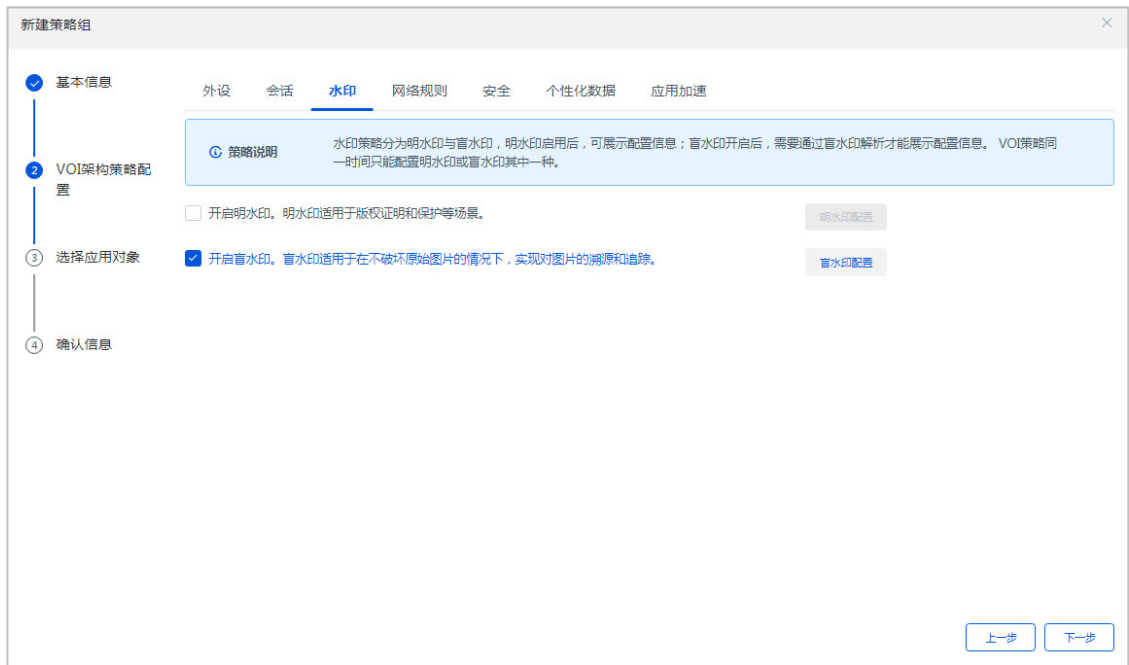 新建策略组
基本信息
2
VOI架构策略配
置
3
选择应用对象
4
确认信息
外设 会话 水印 网络规则 安全 个性化数据 应用加速
策略说明
水印策略分为明水印与盲水印，明水印启用后，可展示配置信息；盲水印开启后，需要通过盲水印解析才能展示配置信息。 VOI策略同
一时间只能配置明水印或盲水印其中一种。
开启明水印。明水印适用于版权证明和保护等场景。
明水印配置
开启盲水印。盲水印适用于在不破坏原始图片的情况下，实现对图片的溯源和追踪。
盲水印配置
上一步 下一步